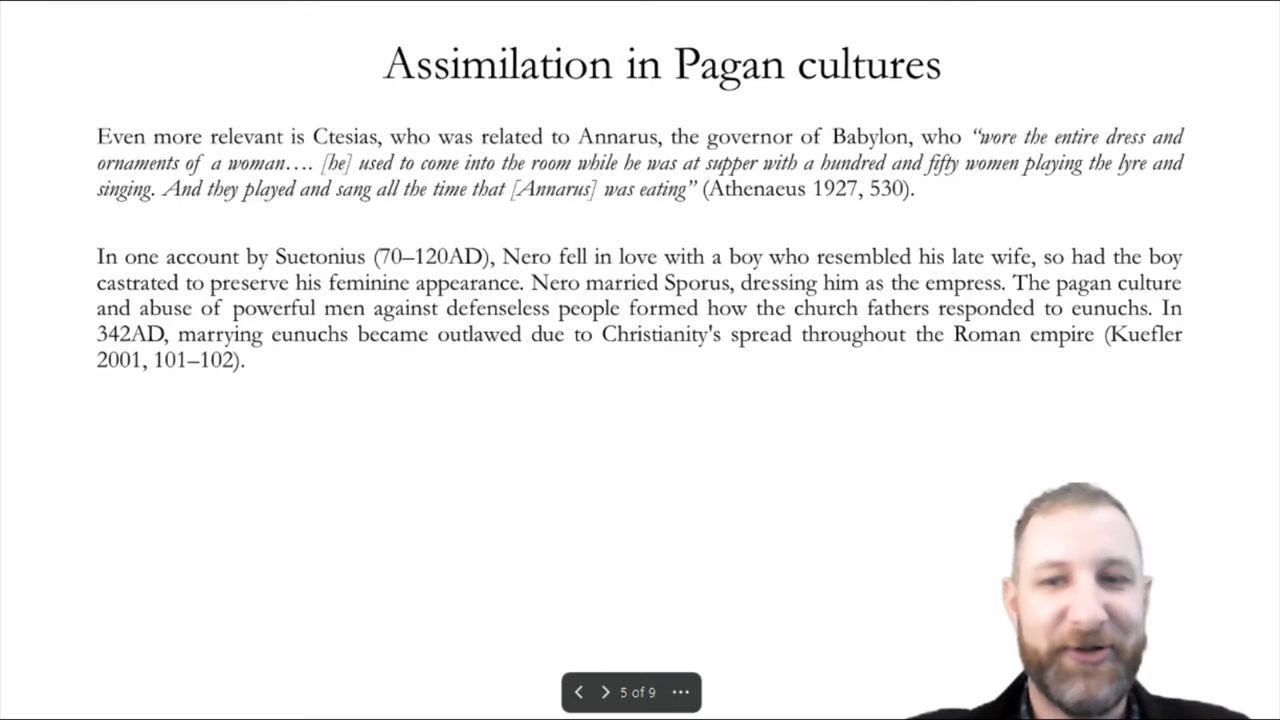 Assimilation in Pagan cultures
Even more relevant is Ctesias, who was related to Annarus, the governor of Babylon, who “wore the entire dress and
ornaments of a woman…. [he] used to come into the room while he was at supper with a hundred and fifty women playing the lyre and
singing. And they played and sang all the time that [Annarus] was eating” (Athenaeus 1927, 530).
In one account by Suetonius (70–120AD), Nero fell in love with a boy who resembled his late wife, so had the boy
castrated to preserve his feminine appearance. Nero married Sporus, dressing him as the empress. The pagan culture
and abuse of powerful men against defenseless people formed how the church fathers responded to eunuchs. In
342AD, marrying eunuchs became outlawed due to Christianity's spread throughout the Roman empire (Kuefler
2001, 101–102).
5 of 9